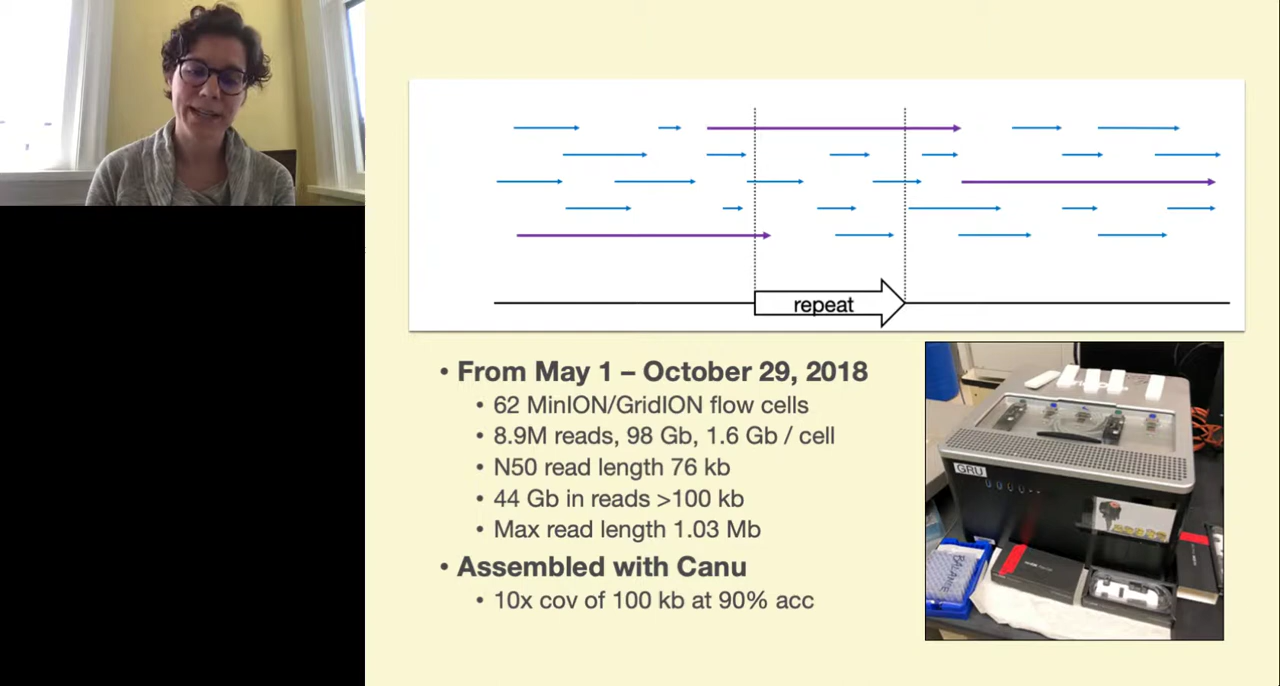 repeat
• From May 1 – October 29, 2018
• 62 MinION/GridION flow cells
• 8.9M reads, 98 Gb, 1.6 Gb / cell
• N50 read length 76 kb
• 44 Gb in reads >100 kb
• Max read length 1.03 Mb
• Assembled with Canu
• 10x cov of 100 kb at 90% acc
GRU
BALANCE